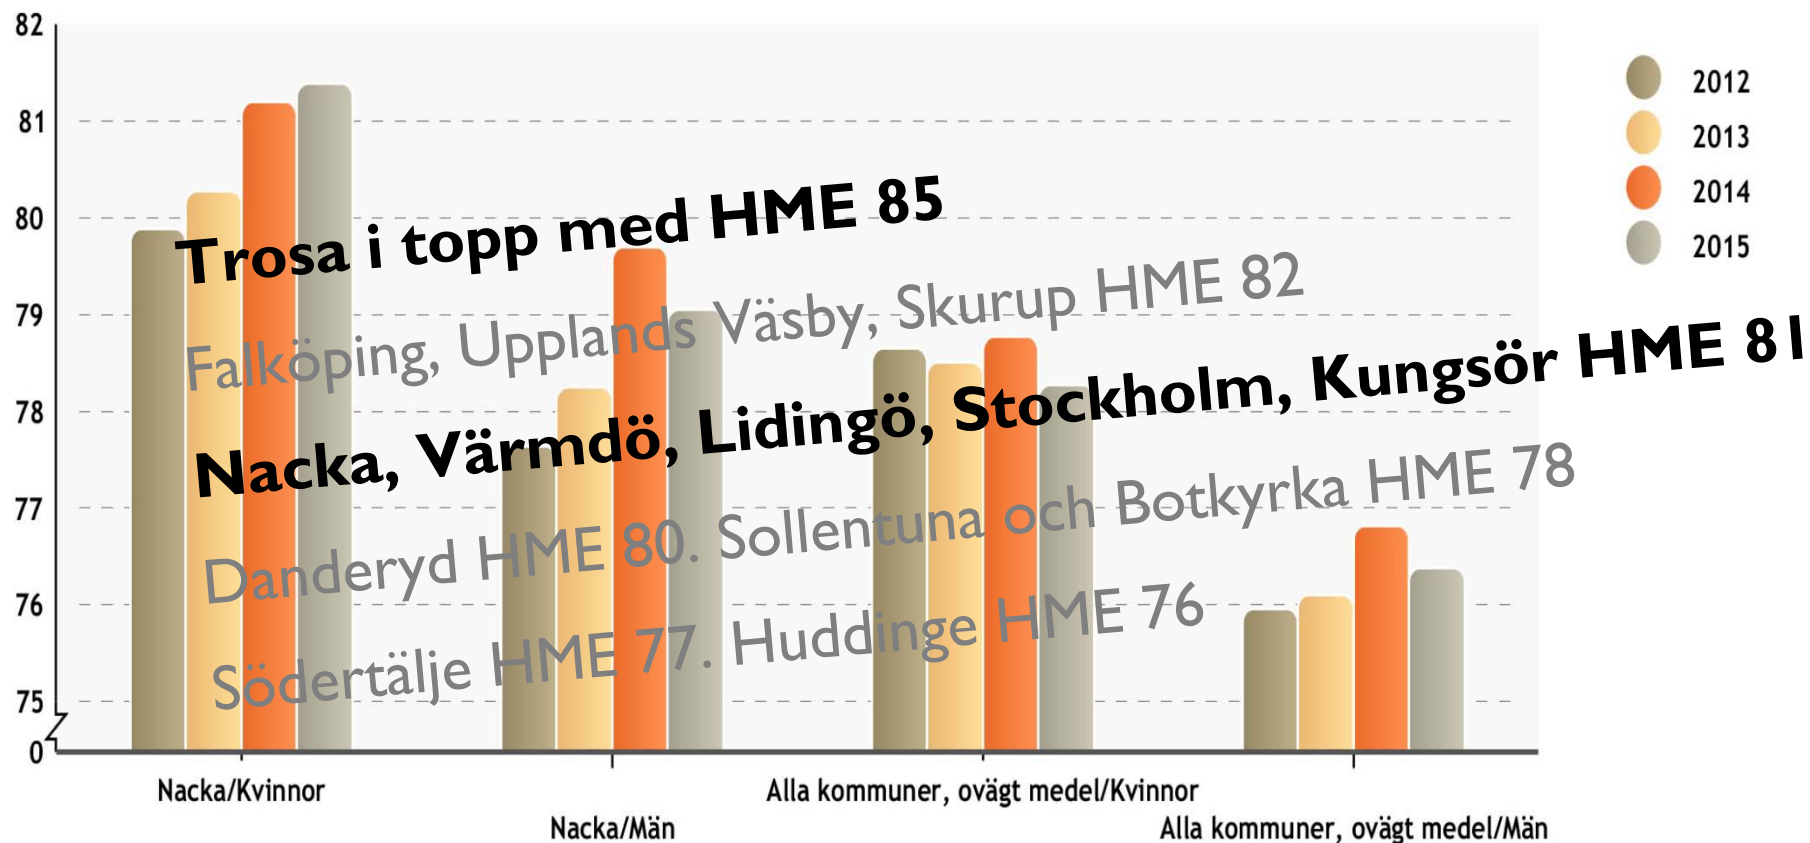 82
81
80
79
78
77
76
75
0
2012
2013
2014
2015
Trosa i topp med HME 85
Falköping, Upplands Väsby, Skurup HME 82
Nacka, Värmdö, Lidingö, Stockholm, Kungsör HME 81
Danderyd HME 80. Sollentuna och Botkyrka HME 78
Södertälje HME 77. Huddinge HME 76
Nacka/Kvinnor
Nacka/Män
Alla kommuner, ovägt medel/Kvinnor
Alla kommuner, ovägt medel/Män